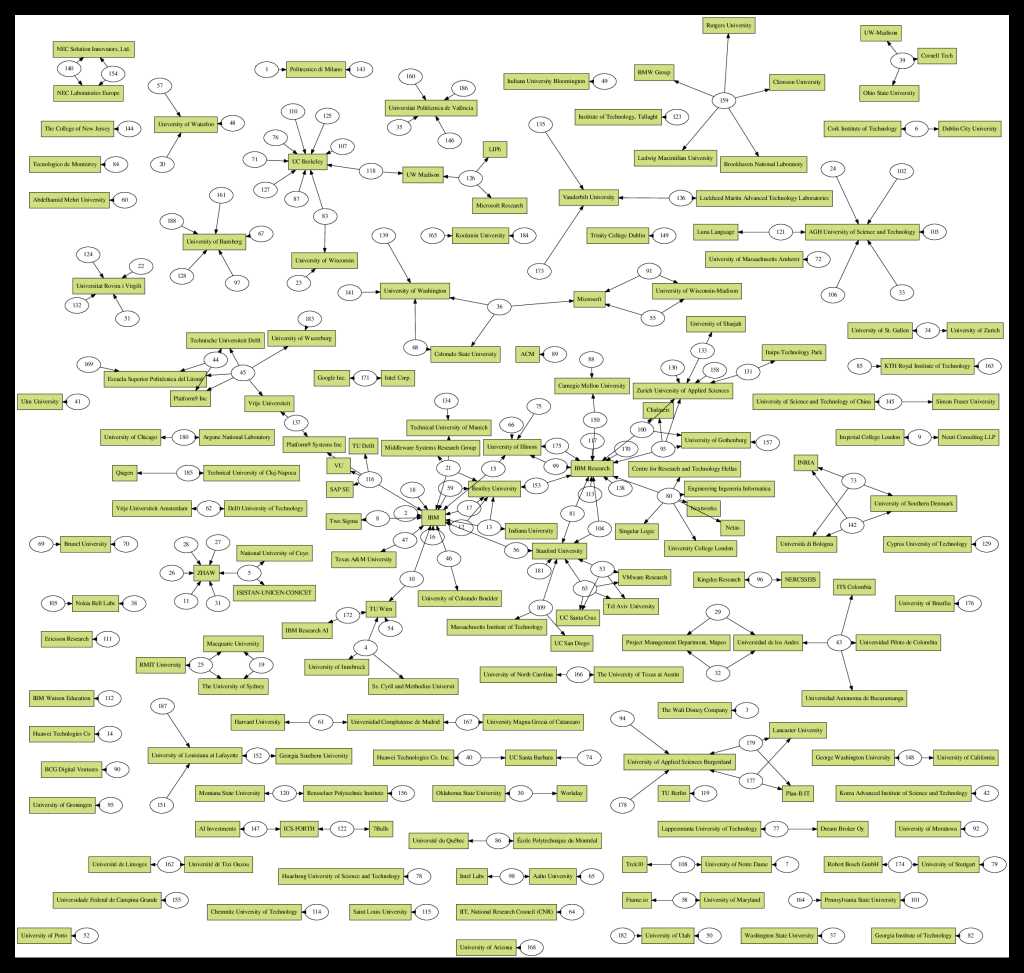 Rutgers University
NEC Solution Innovators, Ltd.
UW-Madison
Cornell Tech
39
140
154
1
Politecnico di Milano
143
BMW Group
Clemson University
NEC Laboratories Europe
57
160
186
Indiana University Bloomington
49
Ohio State University
159
Universitat Politècnica de València
110
125
The College of New Jersey
144
University of Waterloo
48
35
146
135
Institute of Technology, Tallaght
123
Cork Institute of Technology
6
Dublin City University
107
LIP6
Tecnologico de Monterrey
84
20
71
UC Berkeley
118
UW Madison
126
Ludwig Maximilian University
Brookhaven National Laboratory
24
102
127
87
Abdelhamid Mehri University
60
161
Microsoft Research
Vanderbilt University
136
Lockheed Martin Advanced Technology Laboratories
188
83
67
139
163
Koolunin University
184
Trinity College Dublin
149
Luna Language
121
AGH University of Science and Technology
105
University of Bamberg
124
22
128
97
University of Wisconsin
23
173
91
University of Massachusetts Amherst
72
Universitat Rovira i Virgili
132
51
141
University of Washington
36
Microsoft
University of Wisconsin-Madison
106
33
183
55
University of Sharjah
University of St. Gallen
34
University of Zurich
Technische Universiteit Delft
University of Wuerzburg
88
Colorado State University
ACM
89
133
Itaipu Technology Park
169
44
45
98
130
158
131
85
KTH Royal Institute of Technology
163
Escuela Superior Politécnica del Litoral
Google Inc.
171
Intel Corp.
Carnegie Mellon University
Zurich University of Applied Sciences
Ulm University
41
Platform9 Inc
Vrije Universiteit
134
75
Chalmers
University of Science and Technology of China
145
Simon Fraser University
137
66
150
University of Chicago
180
Argone National Laboratory
Platform9 Systems Inc
Technical University of Munich
117
160
University of Gothenburg
157
Imperial College London
9
Nexti Consulting LLP
TU Delft
Middleware Systems Research Group
University of Illinois
175
170
93
Qingen
185
Technical University of Cluj-Napoca
VU
21
15
99
IBM Research
Centre for Research and Technology Hellas
INRIA
SAP SE
116
59
Bentley University
153
138
80
Engineering Ingegneria Informatica
73
Vrije Universiteit Amsterdam
62
Delft University of Technology
18
113
University of Southern Denmark
Two Sigma
8
2
IBM
17
81
Singular Logic
Netas
142
69
Brunel University
70
28
27
47
13
Indiana University
104
University College London
Università di Bologna
Cyprus University of Technology
129
National University of Cuyo
Texas A&M University
56
Stanford University
26
ZHAW
5
46
181
53
VMware Research
Kingsley Research
96
NERCSSEIS
11
31
ISISTAN-UNICEN-CONICET
10
University of Colorado Boulder
63
ITS Colombia
105
Nokia Bell Labs
38
TU Wien
109
UC Santa Cruz
Tel Aviv University
29
University of Brasilia
176
Ericsson Research
111
Macquarie University
IBM Research AI
172
54
Massachusetts Institute of Technology
UC San Diego
Project Management Department, Mapeo
Universidad de los Andes
43
Universidad Piloto de Colombia
RMIT University
25
19
4
University of Innsbruck
University of North Carolina
166
The University of Texas at Austin
32
The University of Sydney
Ss. Cyril and Methodius Universit
Universidad Autonoma de Bucaramanga
IBM Watson Education
112
187
The Wall Disney Company
3
Harvard University
61
Universidad Complutense de Madrid
167
University Magna Græcia of Catanzaro
94
Huawei Technologies Co
14
Lancaster University
University of Louisiana at Lafayette
152
Georgia Southern University
Huawei Technologies Co. Inc.
40
UC Santa Barbara
74
179
George Washington University
148
University of California
BCG Digital Ventures
90
University of Applied Sciences Burgenland
177
Montana State University
120
Rensselaer Polytechnic Institute
156
Oklahoma State University
30
Workday
TU Berlin
119
Plan-B IT
Korea Advanced Institute of Science and Technology
42
University of Groningen
95
151
178
AI Investments
147
ICS-FORTH
122
7Bulls
Lappeenranta University of Technology
77
Dream Broker Oy
University of Moratuwa
92
Université du Québec
86
École Polytechnique de Montréal
Université de Limoges
162
Université de Tizi Ouzou
Trek10
108
University of Notre Dame
7
Robert Bosch GmbH
174
University of Stuttgart
79
Huazhong University of Science and Technology
78
Intel Labs
98
Aalto University
65
Universidade Federal de Campina Grande
155
Frame.io
58
University of Maryland
164
Pennsylvania State University
101
Chemnitz University of Technology
114
Saint Louis University
115
IIT, National Research Council (CNR)
64
University of Porto
52
182
University of Utah
50
Washington State University
37
Georgia Institute of Technology
82
University of Arizona
168